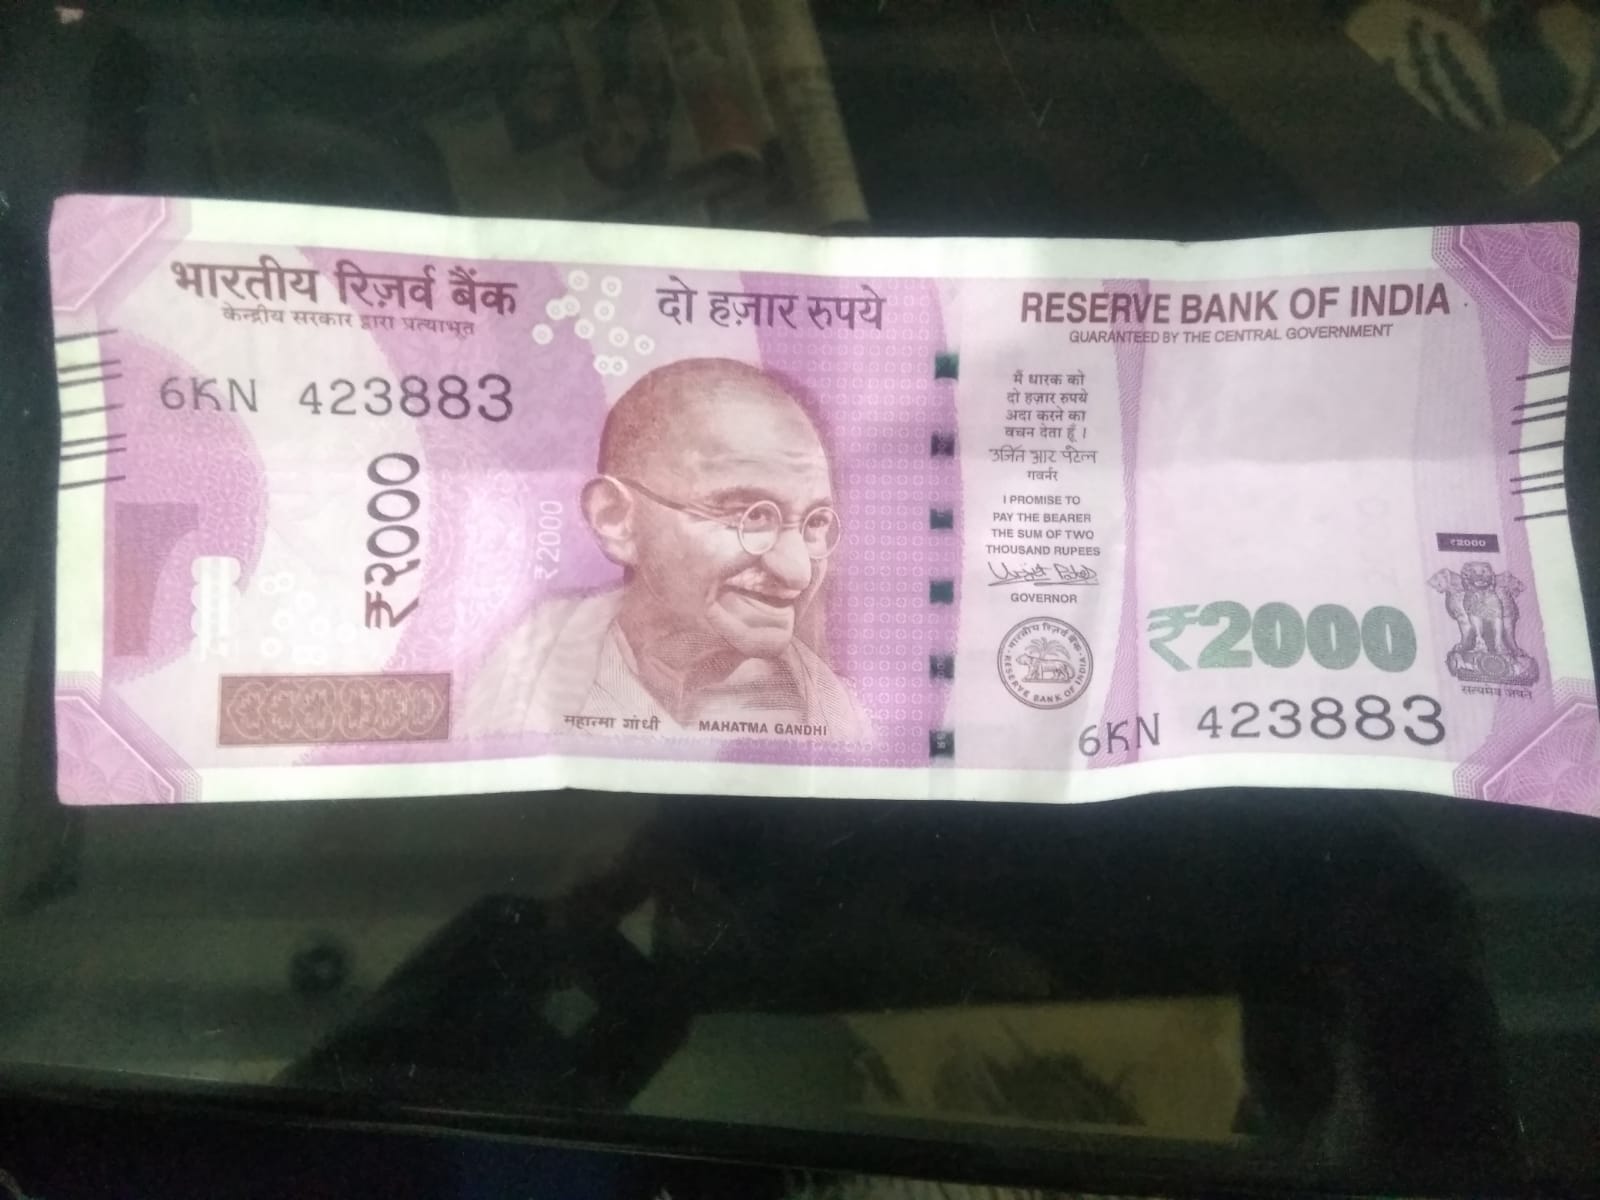 भारतीय रिज़र्व बैंक
केन्द्रीय सरकार द्वारा प्रत्याभूत
6KN 423883
₹२०००
₹2000
दो हज़ार रुपये
महात्मा गांधी MAHATMA GANDHI
RESERVE BANK OF INDIA
GUARANTEED BY THE CENTRAL GOVERNMENT
मैं धारक को
दो हज़ार रुपये
अदा करने का
वचन देता हूँ ।
उर्जित आर पटेल
गवर्नर
I PROMISE TO
PAY THE BEARER
THE SUM OF TWO
THOUSAND RUPEES
Urjit Patel
GOVERNOR
भारतीय रिज़र्व बैंक
RESERVE BANK OF INDIA
₹2000
₹2000
सत्यमेव जयते
6KN 423883